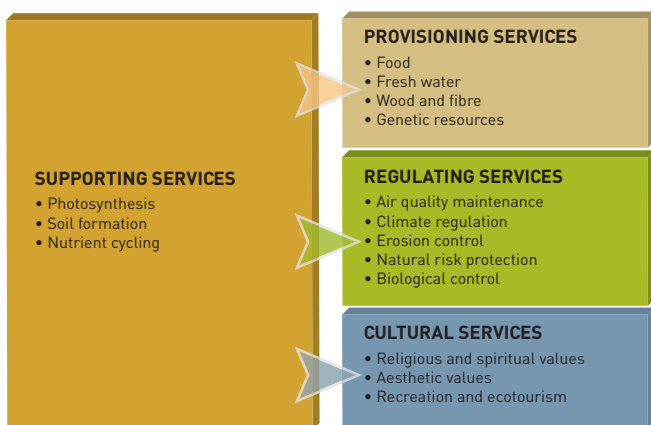 SUPPORTING SERVICES
• Photosynthesis
• Soil formation
• Nutrient cycling
PROVISIONING SERVICES
• Food
• Fresh water
• Wood and fibre
• Genetic resources
REGULATING SERVICES
• Air quality maintenance
• Climate regulation
• Erosion control
• Natural risk protection
• Biological control
CULTURAL SERVICES
• Religious and spiritual values
• Aesthetic values
• Recreation and ecotourism